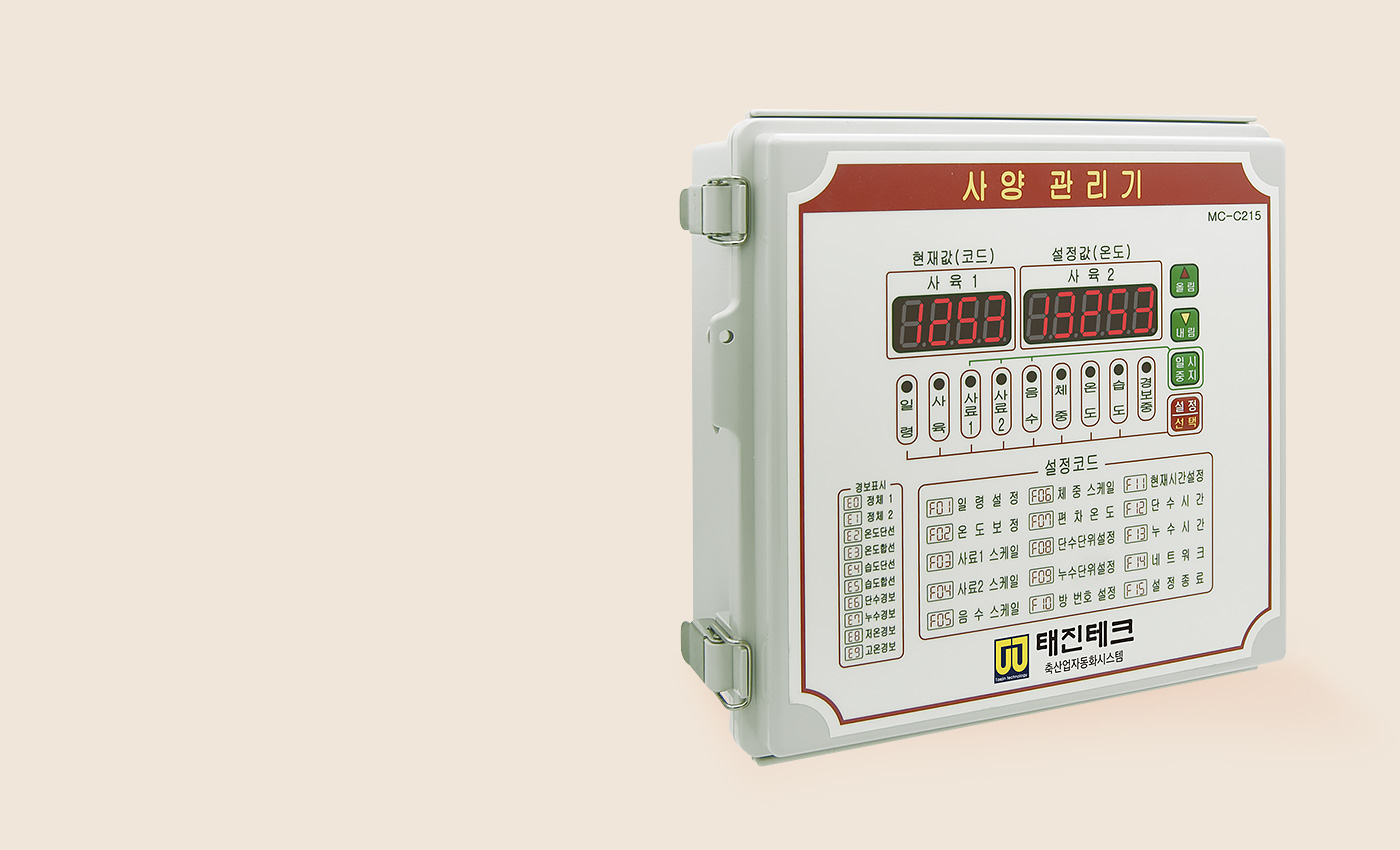 사양 관리기
MC-C215
현재값(코드)
설정값(온도)
사 육 1
사 육 2
1253
13253
올림
내림
일시
중지
설정
선택
일령
사육
사료1
사료2
음수
체중
온도
습도
경보중
경보표시
E0 정체 1
E1 정체 2
E2 온도단선
E3 온도합선
E4 습도단선
E5 습도합선
E6 단수경보
E7 누수경보
E8 저온경보
E9 고온경보
설정코드
F01 일 령 설 정
F02 온 도 보 정
F03 사료1 스케일
F04 사료2 스케일
F05 음 수 스케일
F06 체 중 스케일
F07 편 차 온 도
F08 단수단위설정
F09 누수단위설정
F10 방 번호 설정
F11 현재시간설정
F12 단 수 시 간
F13 누 수 시 간
F14 네 트 워 크
F15 설 정 종 료
Taejin technology
태진테크
축산업자동화시스템